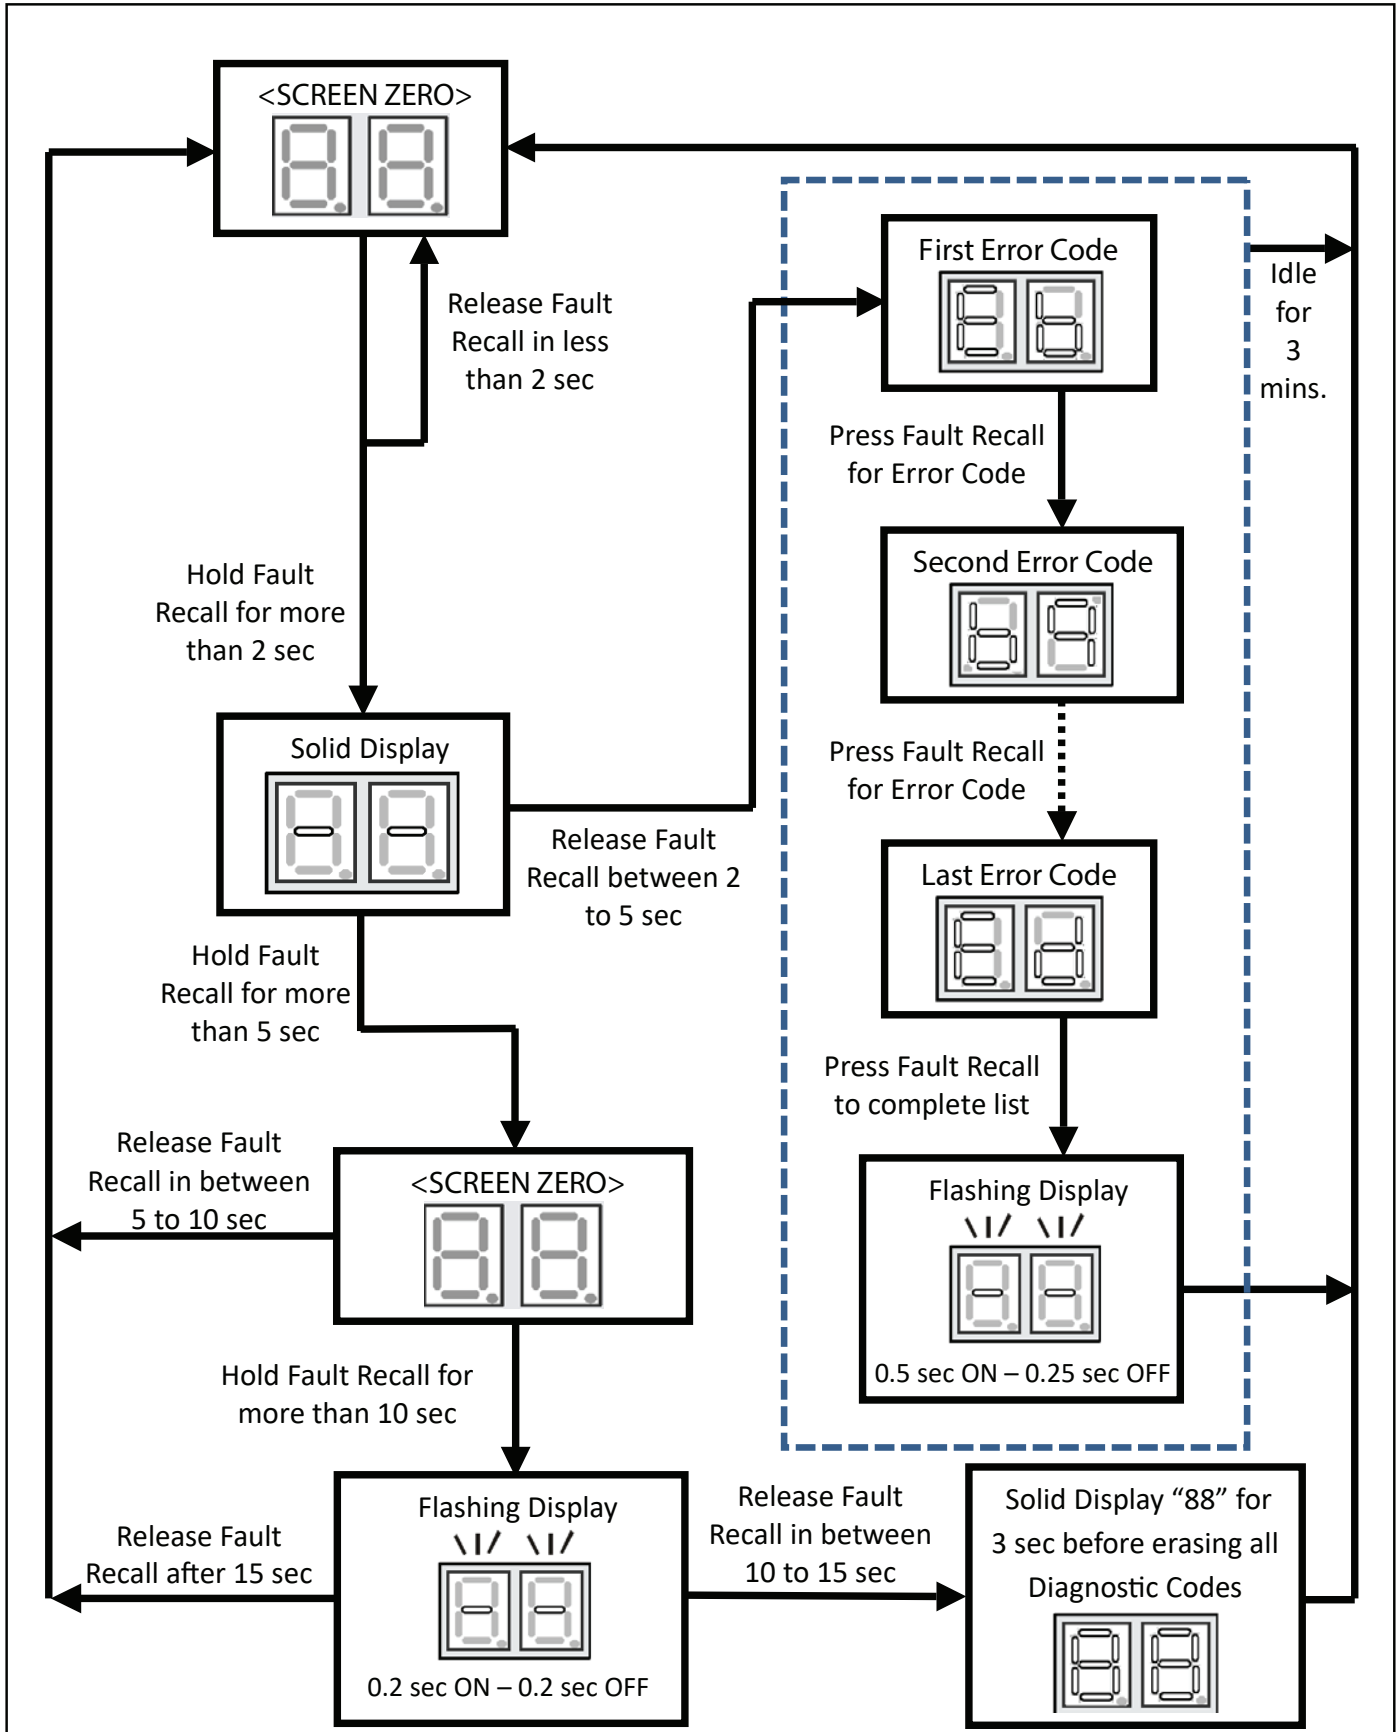 <SCREEN ZERO>
Release Fault
Recall in less
than 2 sec
Hold Fault
Recall for more
than 2 sec
Solid Display
- -
Release Fault
Recall between 2
to 5 sec
Hold Fault
Recall for more
than 5 sec
<SCREEN ZERO>
Release Fault
Recall in between
5 to 10 sec
Hold Fault Recall for
more than 10 sec
Flashing Display
- -
0.2 sec ON – 0.2 sec OFF
Release Fault
Recall after 15 sec
Release Fault
Recall in between
10 to 15 sec
First Error Code
Eb
Press Fault Recall
for Error Code
Second Error Code
b9
Press Fault Recall
for Error Code
Last Error Code
Ed
Press Fault Recall
to complete list
Flashing Display
- -
0.5 sec ON – 0.25 sec OFF
Idle
for
3
mins.
Solid Display “88” for
3 sec before erasing all
Diagnostic Codes
88